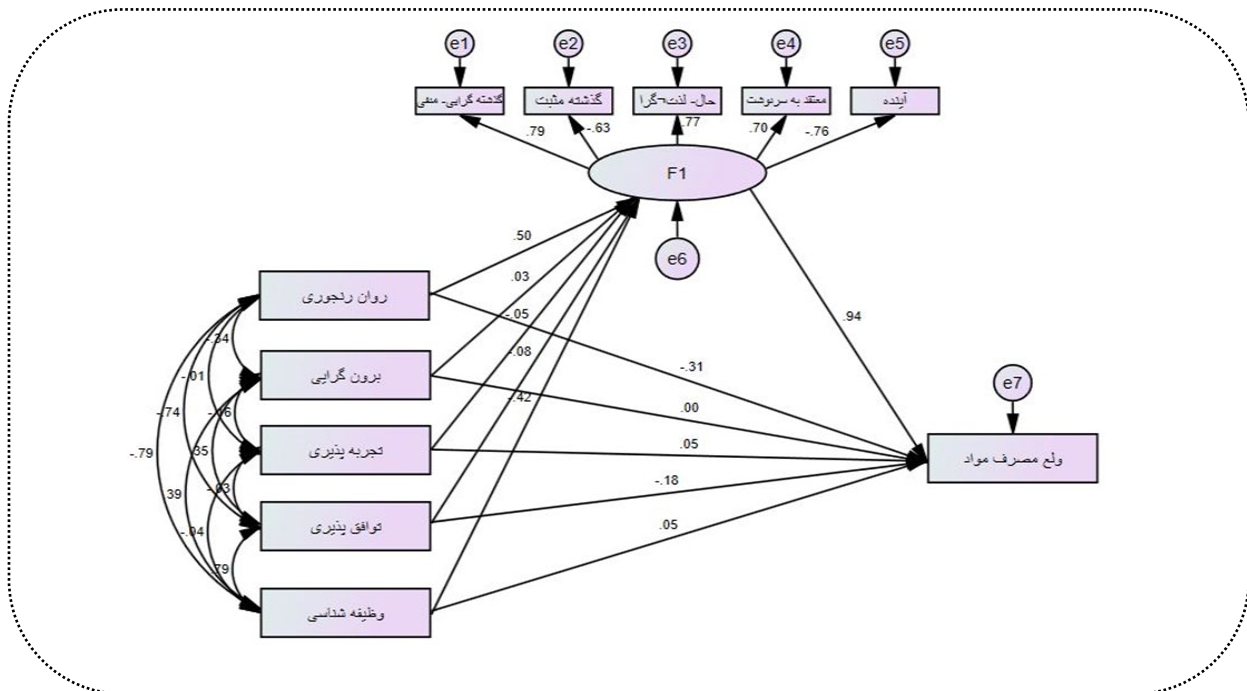 e1
e2
e3
e4
e5
گذشته گرایی- منفی
گذشته مثبت
حال- لذت¬گرا
معتقد به سرنوشت
آینده
.79
-.63
.77
.70
-.76
F1
e6
.50
.03
-.05
-.08
-.42
.94
روان رنجوری
برون گرایی
تجربه پذیری
توافق پذیری
وظیفه شناسی
-.34
-.01
-.74
-.79
.35
.39
-.04
.79
-.31
.00
.05
-.18
.05
e7
ولع مصرف مواد